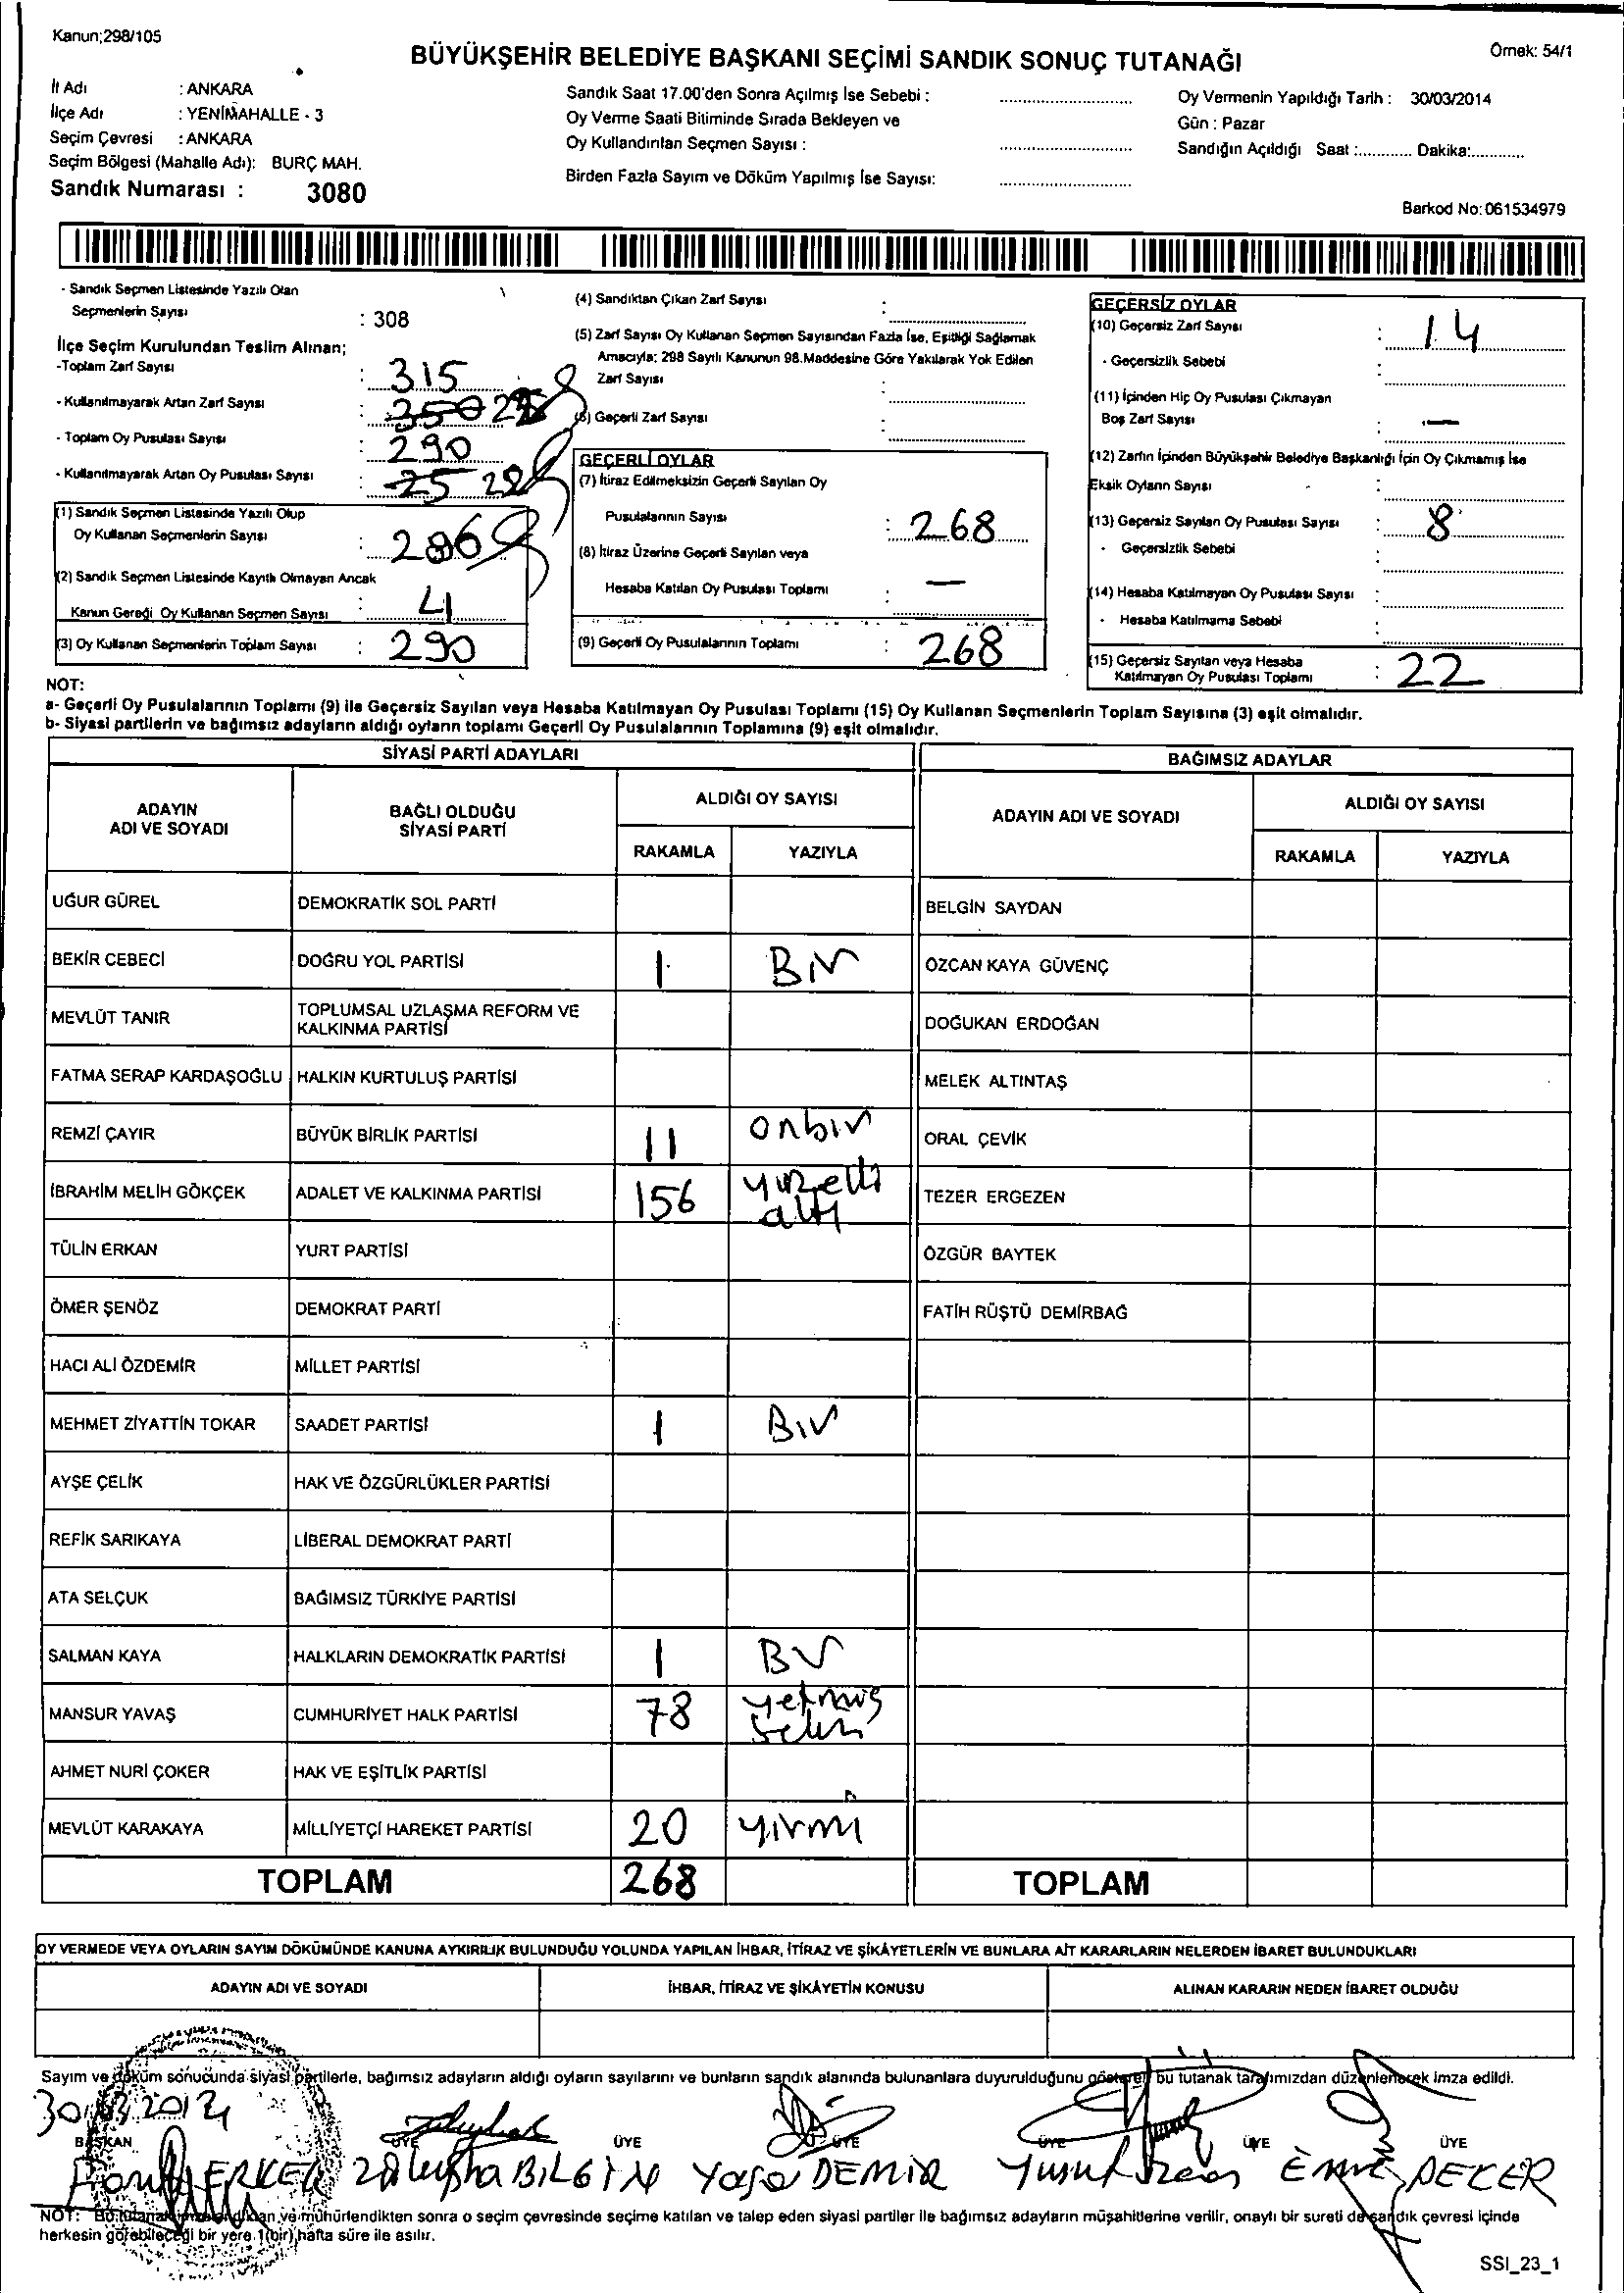 Kanun;298/105
BÜYÜKŞEHİR BELEDİYE BAŞKANI SEÇİMİ SANDIK SONUÇ TUTANAĞI
Örnek: 54/1
İl Adı : ANKARA
İlçe Adı : YENİMAHALLE - 3
Seçim Çevresi : ANKARA
Seçim Bölgesi (Mahalle Adı): BURÇ MAH.
Sandık Numarası : 3080
Sandık Saat 17.00'den Sonra Açılmış İse Sebebi :
Oy Verme Saati Bitiminde Sırada Bekleyen ve
Oy Kullandırılan Seçmen Sayısı :
Birden Fazla Sayım ve Döküm Yapılmış İse Sayısı:
Oy Vermenin Yapıldığı Tarih : 30/03/2014
Gün : Pazar
Sandığın Açıldığı Saat :............ Dakika:............
Barkod No:061534979
- Sandık Seçmen Listesinde Yazılı Olan
Seçmenlerin Sayısı : 308
İlçe Seçim Kurulundan Teslim Alınan;
-Toplam Zarf Sayısı : 315
- Kullanılmayarak Artan Zarf Sayısı :
- Toplam Oy Pusulası Sayısı : 290
- Kullanılmayarak Artan Oy Pusulası Sayısı :
(1) Sandık Seçmen Listesinde Yazılı Olup
Oy Kullanan Seçmenlerin Sayısı : 286
(2) Sandık Seçmen Listesinde Kayıtlı Olmayan Ancak
Kanun Gereği Oy Kullanan Seçmen Sayısı : 4
(3) Oy Kullanan Seçmenlerin Toplam Sayısı : 290
(4) Sandıktan Çıkan Zarf Sayısı :
(5) Zarf Sayısı Oy Kullanan Seçmen Sayısından Fazla İse, Eşitliği Sağlamak
Amacıyla; 298 Sayılı Kanunun 98.Maddesine Göre Yakılarak Yok Edilen
Zarf Sayısı :
(6) Geçerli Zarf Sayısı :
GEÇERLİ OYLAR
(7) İtiraz Edilmeksizin Geçerli Sayılan Oy
Pusulalarının Sayısı : 268
(8) İtiraz Üzerine Geçerli Sayılan veya
Hesaba Katılan Oy Pusulası Toplamı : —
(9) Geçerli Oy Pusulalarının Toplamı : 268
GEÇERSİZ OYLAR
(10) Geçersiz Zarf Sayısı : 14
- Geçersizlik Sebebi :
(11) İçinden Hiç Oy Pusulası Çıkmayan
Boş Zarf Sayısı : —
(12) Zarfın İçinden Büyükşehir Belediye Başkanlığı İçin Oy Çıkmamış İse
Eksik Oyların Sayısı :
(13) Geçersiz Sayılan Oy Pusulası Sayısı : 8
- Geçersizlik Sebebi
(14) Hesaba Katılmayan Oy Pusulası Sayısı :
- Hesaba Katılmama Sebebi :
(15) Geçersiz Sayılan veya Hesaba
Katılmayan Oy Pusulası Toplamı : 22
NOT:
a- Geçerli Oy Pusulalarının Toplamı (9) ile Geçersiz Sayılan veya Hesaba Katılmayan Oy Pusulası Toplamı (15) Oy Kullanan Seçmenlerin Toplam Sayısına (3) eşit olmalıdır.
b- Siyasi partilerin ve bağımsız adayların aldığı oyların toplamı Geçerli Oy Pusulalarının Toplamına (9) eşit olmalıdır.
SİYASİ PARTİ ADAYLARI
BAĞIMSIZ ADAYLAR
ADAYIN
ADI VE SOYADI
BAĞLI OLDUĞU
SİYASİ PARTİ
ALDIĞI OY SAYISI
RAKAMLA YAZIYLA
ADAYIN ADI VE SOYADI
ALDIĞI OY SAYISI
RAKAMLA YAZIYLA
UĞUR GÜREL DEMOKRATİK SOL PARTİ BELGİN SAYDAN
BEKİR CEBECİ DOĞRU YOL PARTİSİ 1 Bir ÖZCAN KAYA GÜVENÇ
MEVLÜT TANIR TOPLUMSAL UZLAŞMA REFORM VE
KALKINMA PARTİSİ DOĞUKAN ERDOĞAN
FATMA SERAP KARDAŞOĞLU HALKIN KURTULUŞ PARTİSİ MELEK ALTINTAŞ
REMZİ ÇAYIR BÜYÜK BİRLİK PARTİSİ 11 onbir ORAL ÇEVİK
İBRAHİM MELİH GÖKÇEK ADALET VE KALKINMA PARTİSİ 156 yüzelli
altı TEZER ERGEZEN
TÜLİN ERKAN YURT PARTİSİ ÖZGÜR BAYTEK
ÖMER ŞENÖZ DEMOKRAT PARTİ FATİH RÜŞTÜ DEMİRBAĞ
HACI ALİ ÖZDEMİR MİLLET PARTİSİ
MEHMET ZİYATTİN TOKAR SAADET PARTİSİ 1 Bir
AYŞE ÇELİK HAK VE ÖZGÜRLÜKLER PARTİSİ
REFİK SARIKAYA LİBERAL DEMOKRAT PARTİ
ATA SELÇUK BAĞIMSIZ TÜRKİYE PARTİSİ
SALMAN KAYA HALKLARIN DEMOKRATİK PARTİSİ 1 Bir
MANSUR YAVAŞ CUMHURİYET HALK PARTİSİ 78 yetmiş
sekiz
AHMET NURİ ÇOKER HAK VE EŞİTLİK PARTİSİ
MEVLÜT KARAKAYA MİLLİYETÇİ HAREKET PARTİSİ 20 yirmi
TOPLAM 268 TOPLAM
OY VERMEDE VEYA OYLARIN SAYIM DÖKÜMÜNDE KANUNA AYKIRILIK BULUNDUĞU YOLUNDA YAPILAN İHBAR, İTİRAZ VE ŞİKÂYETLERİN VE BUNLARA AİT KARARLARIN NELERDEN İBARET BULUNDUKLARI
ADAYIN ADI VE SOYADI İHBAR, İTİRAZ VE ŞİKÂYETİN KONUSU ALINAN KARARIN NEDEN İBARET OLDUĞU
Sayım ve döküm sonucunda siyasi partilerle, bağımsız adayların aldığı oyların sayılarını ve bunların sandık alanında bulunanlara duyurulduğunu gösteren bu tutanak tarafımızdan düzenlenerek imza edildi.
30/03/2014
BAŞKAN ÜYE ÜYE ÜYE ÜYE ÜYE ÜYE
ERKER BİLGİN Yaşar DEMİR Yusuf Emre PEKER
NOT: Bu tutanak imzalandıktan ve mühürlendikten sonra o seçim çevresinde seçime katılan ve talep eden siyasi partiler ile bağımsız adayların müşahitlerine verilir, onaylı bir sureti de sandık çevresi içinde
herkesin görebileceği bir yere 1(bir) hafta süre ile asılır.
SSI_23_1